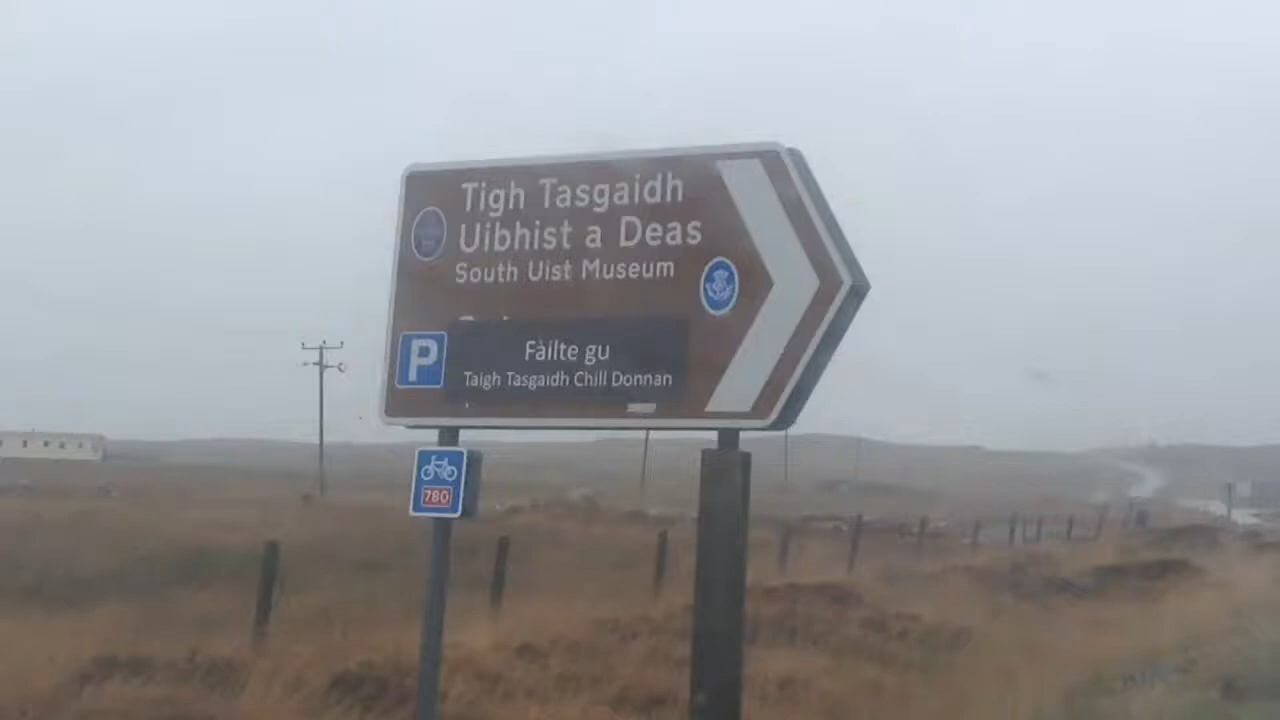 Tigh Tasgaidh
Uibhist a Deas
South Uist Museum
P
Fàilte gu
Taigh Tasgaidh Chill Donnan
780